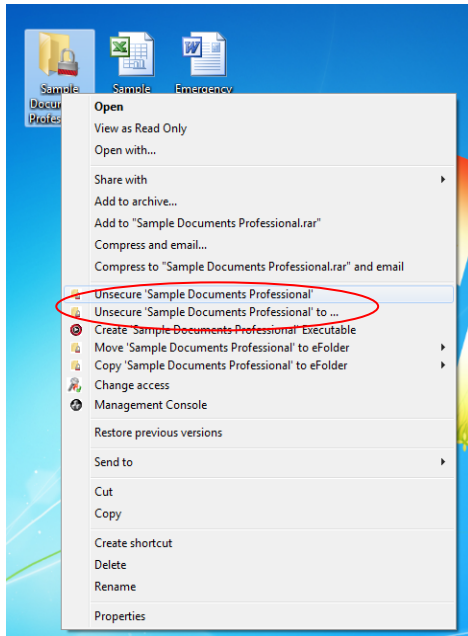 Sample
Sample
Emergency
Open
View as Read Only
Open with...
Share with
Add to archive...
Add to "Sample Documents Professional.rar"
Compress and email...
Compress to "Sample Documents Professional.rar" and email
Unsecure 'Sample Documents Professional'
Unsecure 'Sample Documents Professional' to ...
Create 'Sample Documents Professional' Executable
Move 'Sample Documents Professional' to eFolder
Copy 'Sample Documents Professional' to eFolder
Change access
Management Console
Restore previous versions
Send to
Cut
Copy
Create shortcut
Delete
Rename
Properties